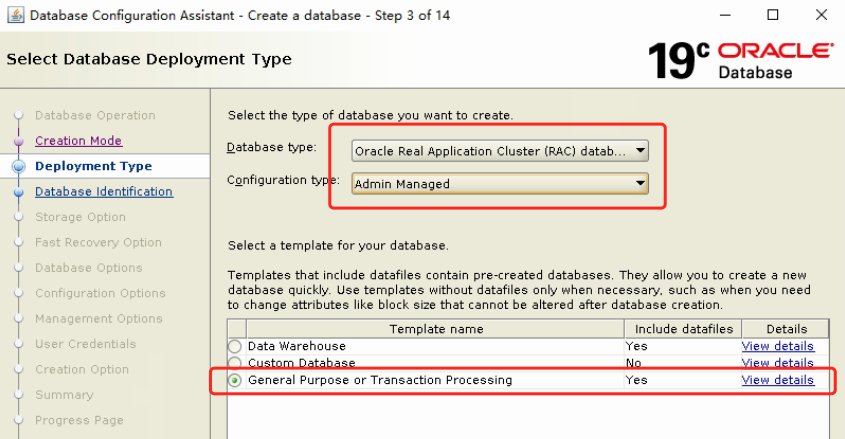 Database Configuration Assistant - Create a database - Step 3 of 14
Select Database Deployment Type
19c ORACLE Database
Database Operation
Creation Mode
Deployment Type
Database Identification
Storage Option
Fast Recovery Option
Database Options
Configuration Options
Management Options
User Credentials
Creation Option
Summary
Progress Page
Select the type of database you want to create.
Database type: Oracle Real Application Cluster (RAC) datab...
Configuration type: Admin Managed
Select a template for your database.
Templates that include datafiles contain pre-created databases. They allow you to create a new
database quickly. Use templates without datafiles only when necessary, such as when you need
to change attributes like block size that cannot be altered after database creation.
Template name Include datafiles Details
Data Warehouse Yes View details
Custom Database No View details
General Purpose or Transaction Processing Yes View details